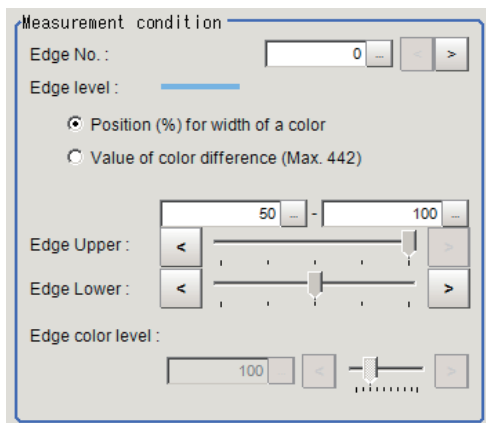 Measurement condition
Edge No. : 0 ... < >
Edge level :
Position (%) for width of a color
Value of color difference (Max. 442)
50 ... - 100 ...
Edge Upper : < >
Edge Lower : < >
Edge color level :
100 ... < >